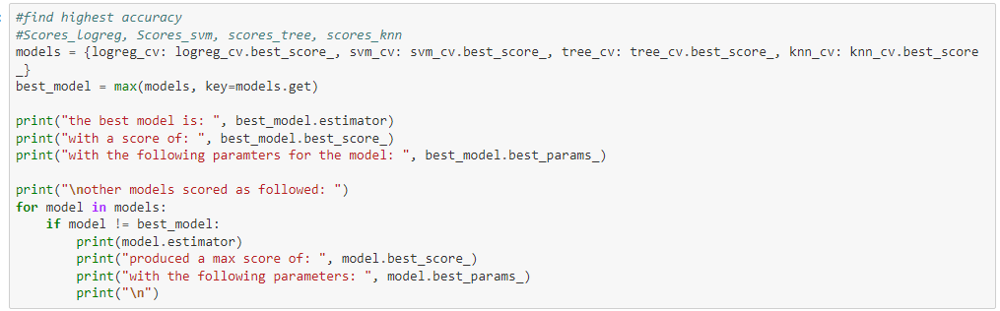 #find highest accuracy
#Scores_logreg, Scores_svm, scores_tree, scores_knn
models = {logreg_cv: logreg_cv.best_score_, svm_cv: svm_cv.best_score_, tree_cv: tree_cv.best_score_, knn_cv: knn_cv.best_score
_}
best_model = max(models, key=models.get)

print("the best model is: ", best_model.estimator)
print("with a score of: ", best_model.best_score_)
print("with the following paramters for the model: ", best_model.best_params_)

print("\nother models scored as followed: ")
for model in models:
    if model != best_model:
        print(model.estimator)
        print("produced a max score of: ", model.best_score_)
        print("with the following parameters: ", model.best_params_)
        print("\n")